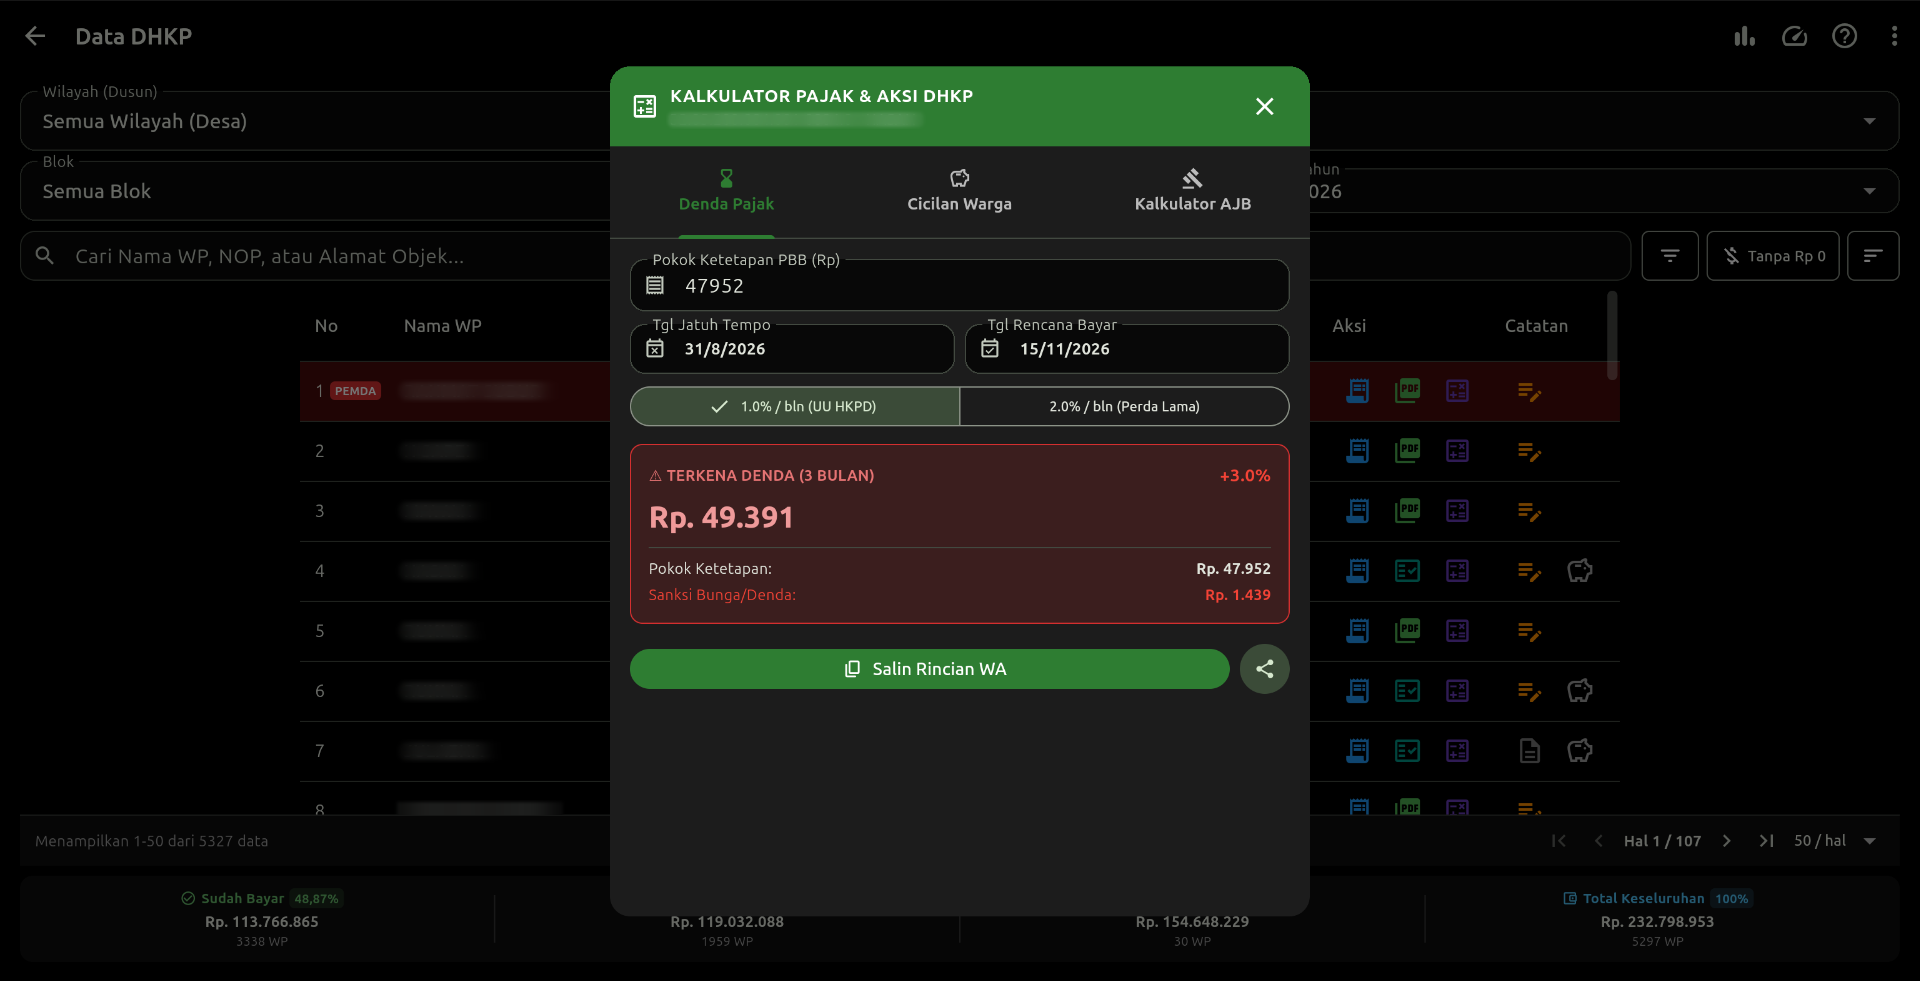 Data DHKP
Wilayah (Dusun)
Semua Wilayah (Desa)
Blok
Semua Blok
ahun
026
Cari Nama WP, NOP, atau Alamat Objek...
Tanpa Rp 0
No
Nama WP
Aksi
Catatan
1 PEMDA
PDF
2
PDF
3
PDF
4
5
PDF
6
7
8
PDF
Menampilkan 1-50 dari 5327 data
Hal 1 / 107
50 / hal
Sudah Bayar 48,87%
Rp. 113.766.865
3338 WP
Rp. 119.032.088
1959 WP
Rp. 154.648.229
30 WP
Total Keseluruhan 100%
Rp. 232.798.953
5297 WP
KALKULATOR PAJAK & AKSI DHKP
Denda Pajak
Cicilan Warga
Kalkulator AJB
Pokok Ketetapan PBB (Rp)
47952
Tgl Jatuh Tempo
31/8/2026
Tgl Rencana Bayar
15/11/2026
1.0% / bln (UU HKPD)
2.0% / bln (Perda Lama)
⚠ TERKENA DENDA (3 BULAN)
+3.0%
Rp. 49.391
Pokok Ketetapan:
Rp. 47.952
Sanksi Bunga/Denda:
Rp. 1.439
Salin Rincian WA